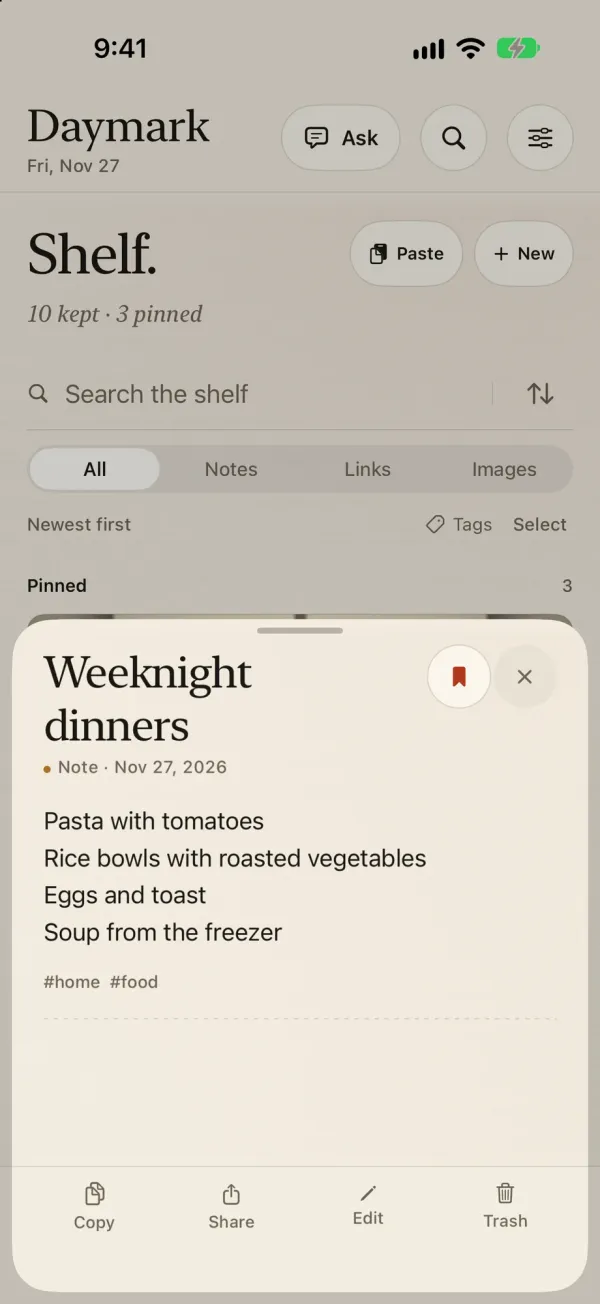 9:41
Daymark
Fri, Nov 27
Ask
Shelf.
Paste
+ New
10 kept · 3 pinned
Search the shelf
All
Notes
Links
Images
Newest first
Tags
Select
Pinned
3
Weeknight
dinners
Note · Nov 27, 2026
Pasta with tomatoes
Rice bowls with roasted vegetables
Eggs and toast
Soup from the freezer
#home #food
Copy
Share
Edit
Trash